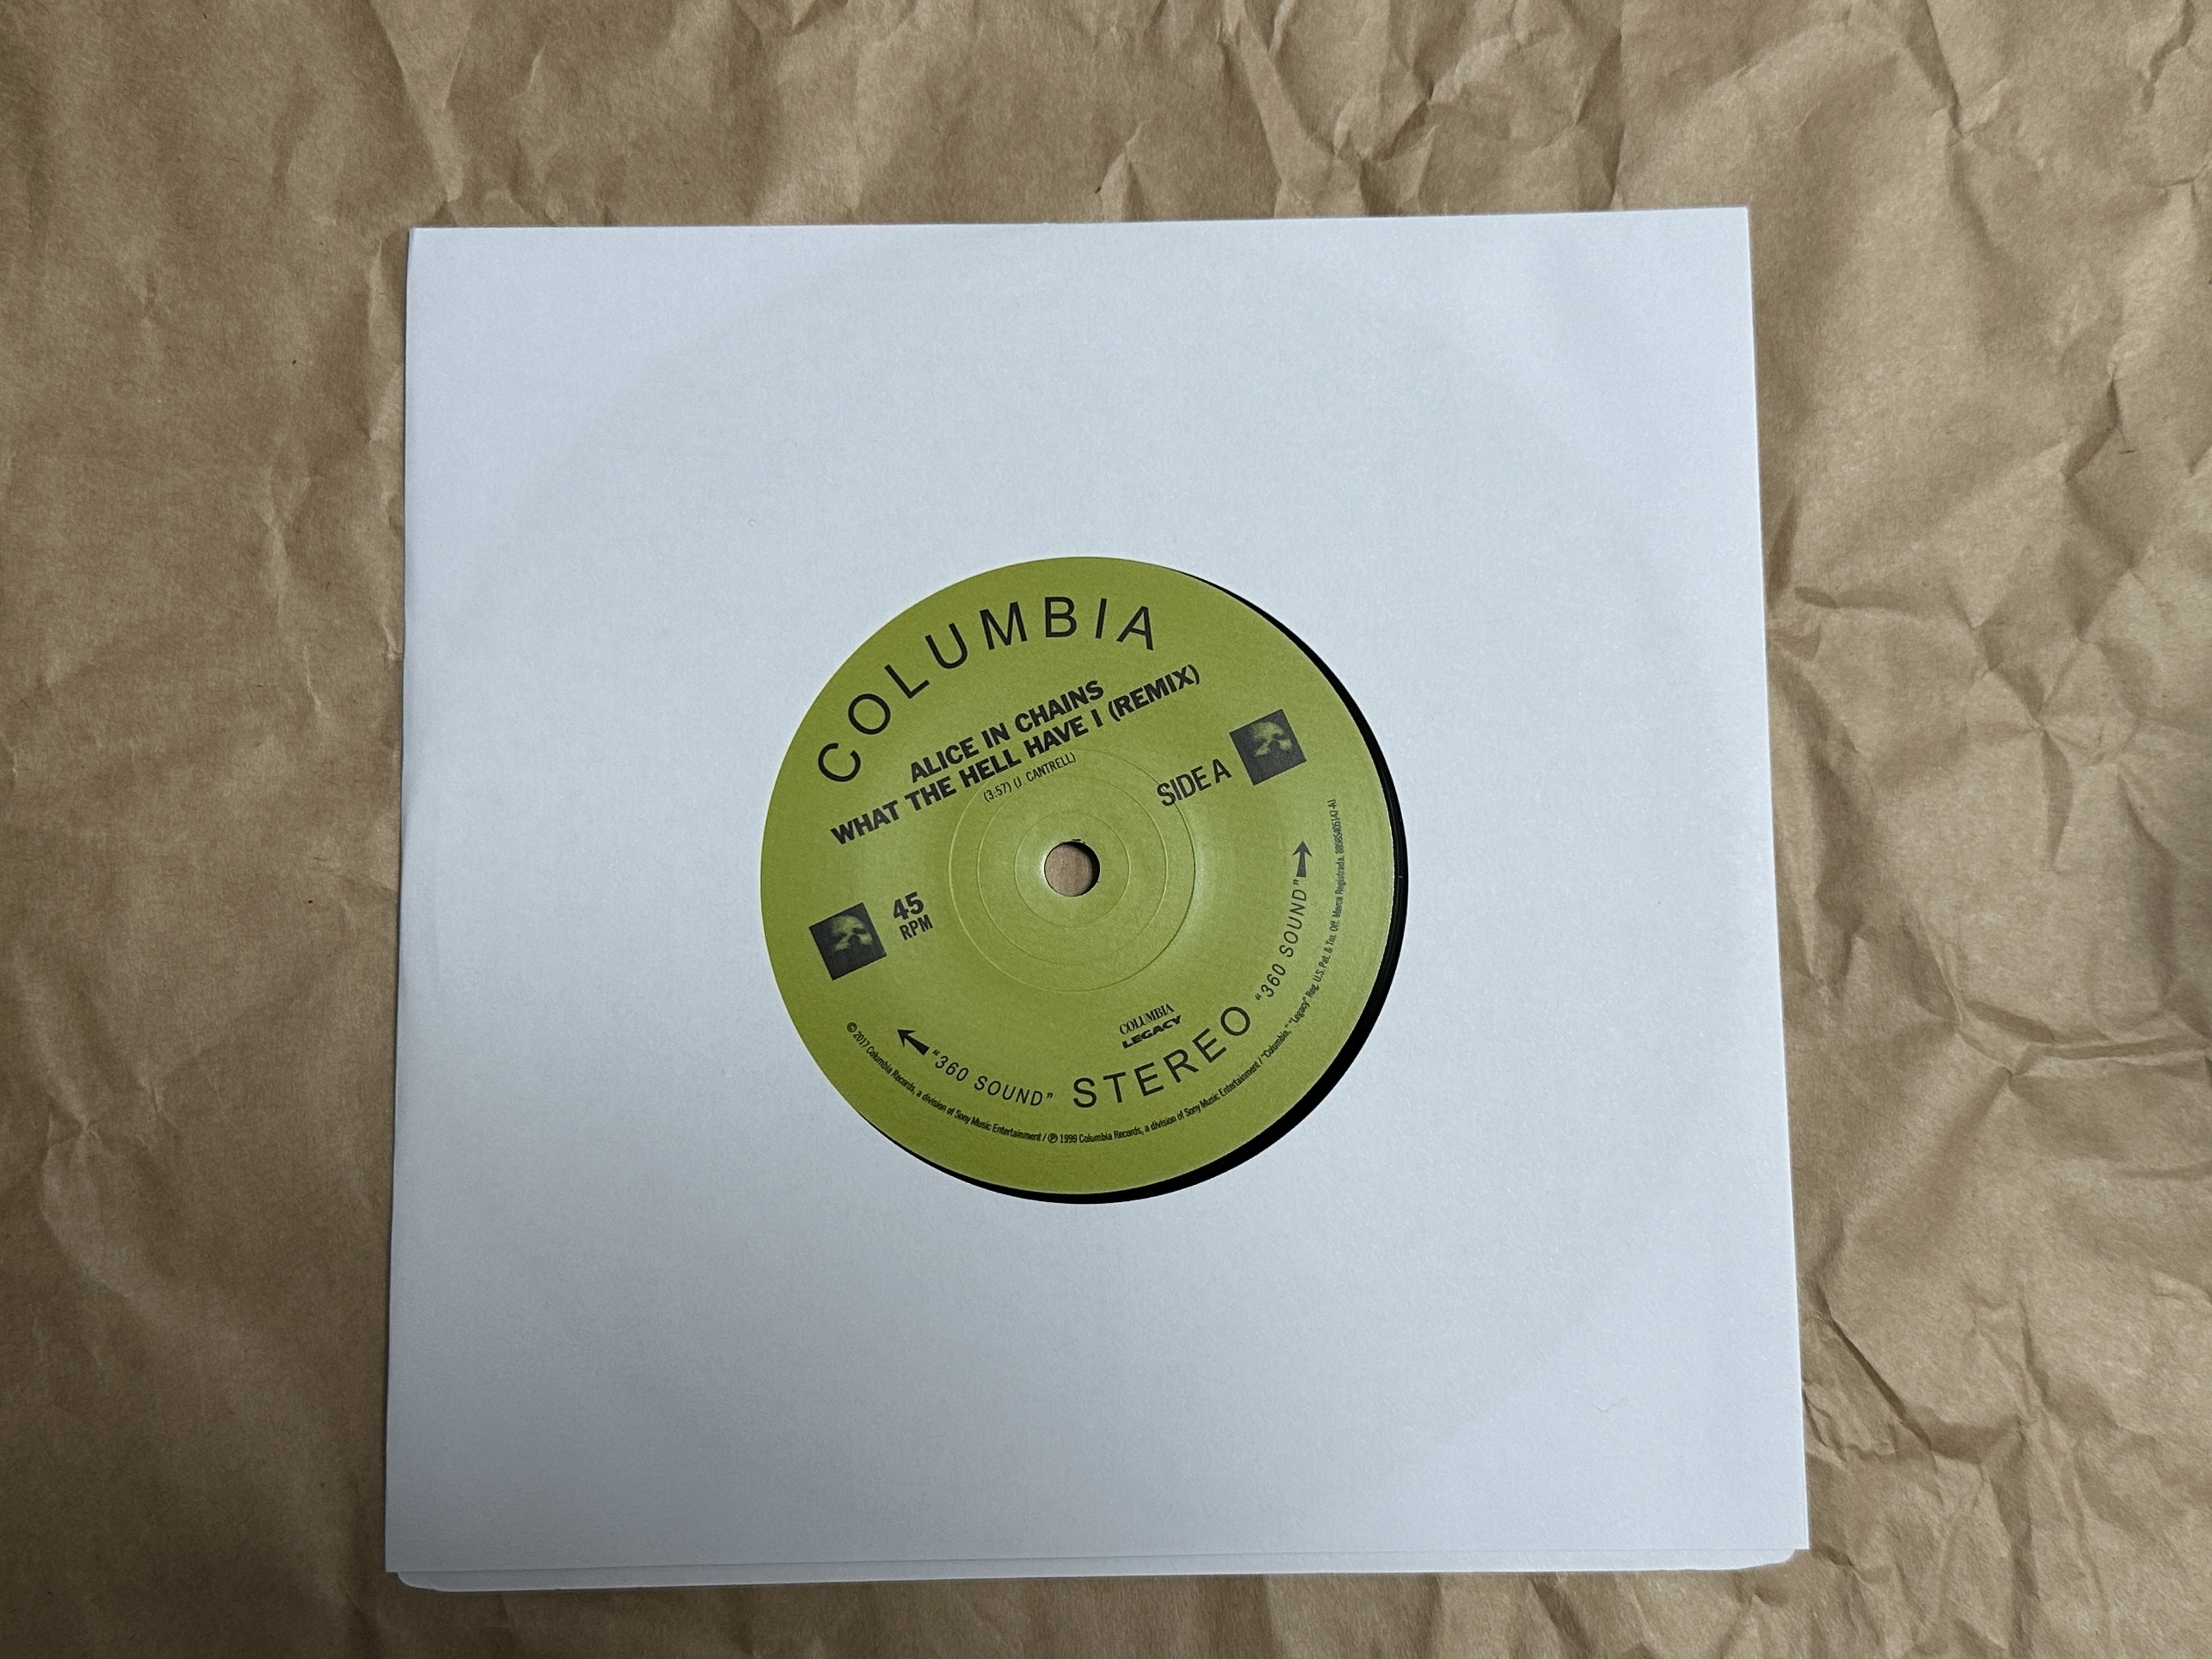 COLUMBIA
ALICE IN CHAINS
WHAT THE HELL HAVE I (REMIX)
(3:57) (J. CANTRELL)
SIDE A
45
RPM
COLUMBIA
LEGACY
"360 SOUND" STEREO "360 SOUND"
© 2017 Columbia Records, a division of Sony Music Entertainment / ℗ 1999 Columbia Records, a division of Sony Music Entertainment / "Columbia," "Legacy" Reg. U.S. Pat. & Tm. Off. Marca Registrada.